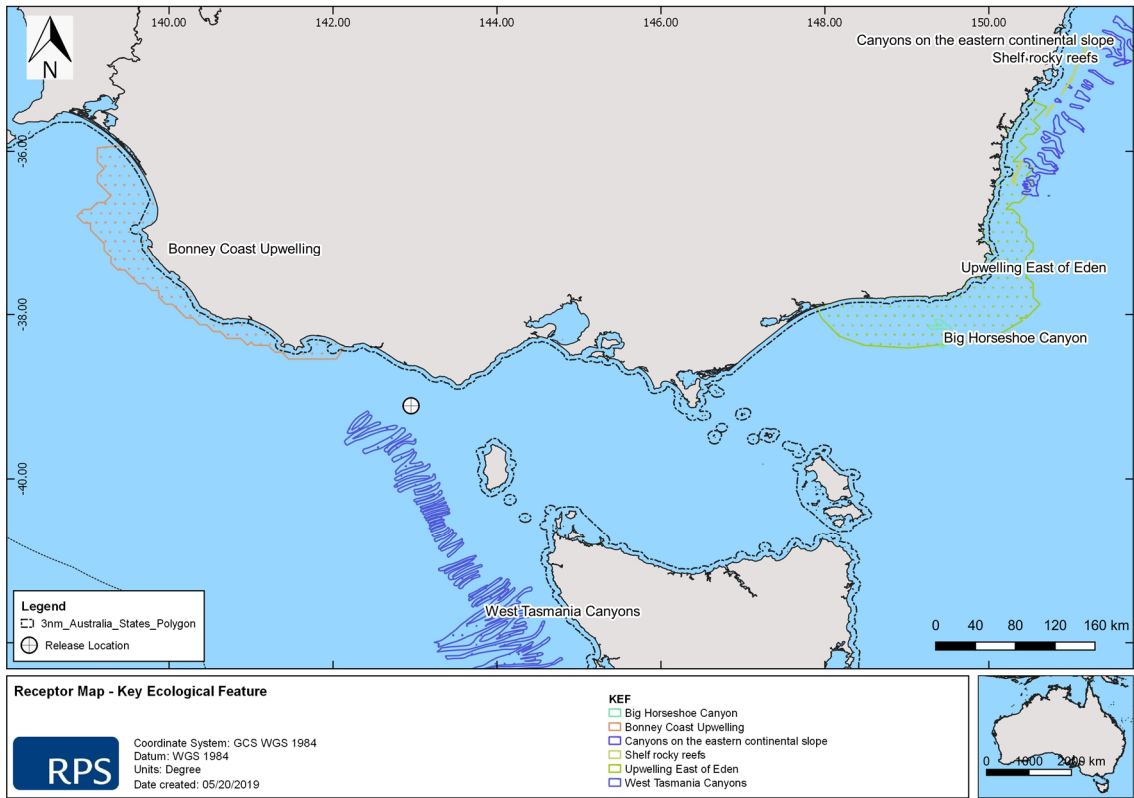 140.00 142.00 144.00 146.00 148.00 150.00
N
Canyons on the eastern continental slope
Shelf rocky reefs
-36.00
Bonney Coast Upwelling
Upwelling East of Eden
-38.00
Big Horseshoe Canyon
-40.00
West Tasmania Canyons
Legend
3nm_Australia_States_Polygon
Release Location
0 40 80 120 160 km
Receptor Map - Key Ecological Feature
RPS
Coordinate System: GCS WGS 1984
Datum: WGS 1984
Units: Degree
Date created: 05/20/2019
KEF
Big Horseshoe Canyon
Bonney Coast Upwelling
Canyons on the eastern continental slope
Shelf rocky reefs
Upwelling East of Eden
West Tasmania Canyons
0 1000 2000 km